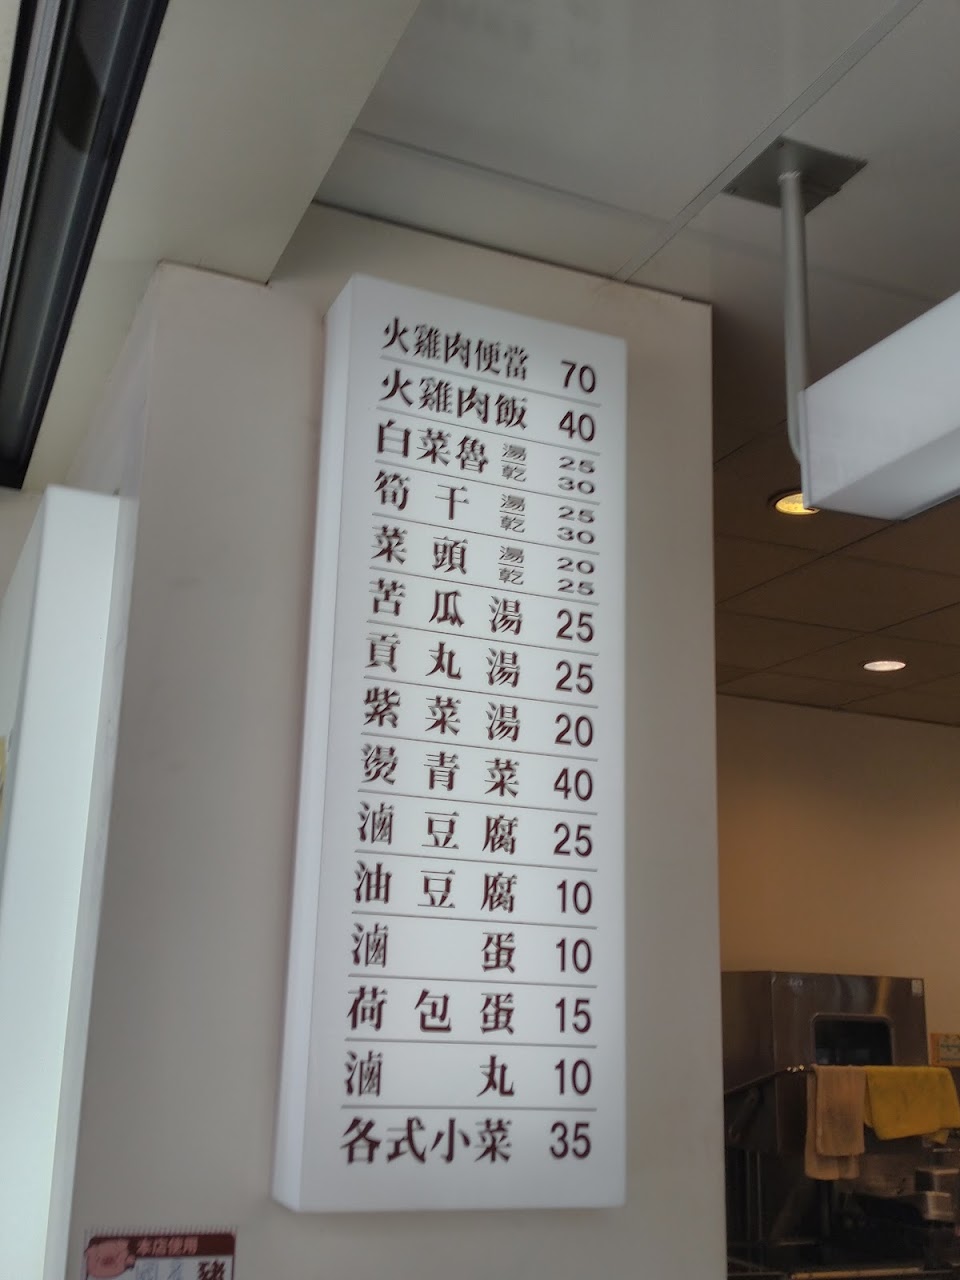 火雞肉便當 70
火雞肉飯 40
白菜魯 湯 25
乾 30
筍干 湯 25
乾 30
菜頭 湯 20
乾 25
苦瓜湯 25
貢丸湯 25
紫菜湯 20
燙青菜 40
滷豆腐 25
油豆腐 10
滷蛋 10
荷包蛋 15
滷丸 10
各式小菜 35
本店使用
豬